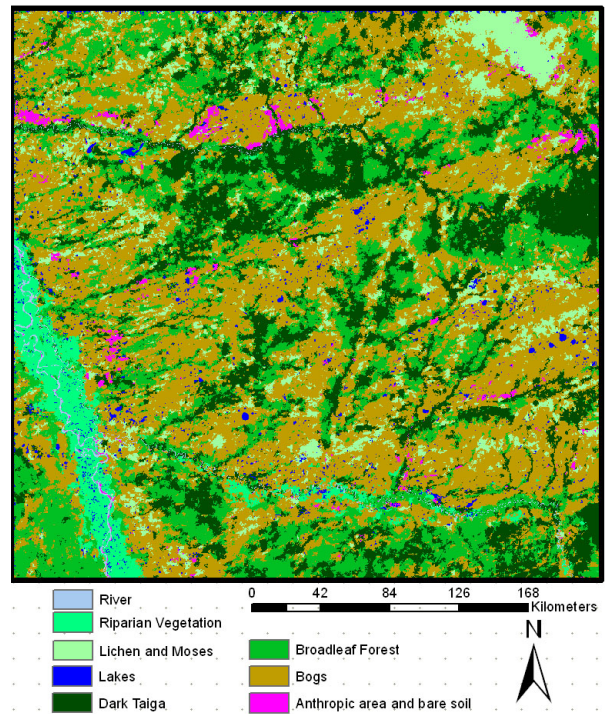 0 42 84 126 168
Kilometers
River
Riparian Vegetation
Lichen and Moses
Lakes
Dark Taiga
Broadleaf Forest
Bogs
Anthropic area and bare soil
N